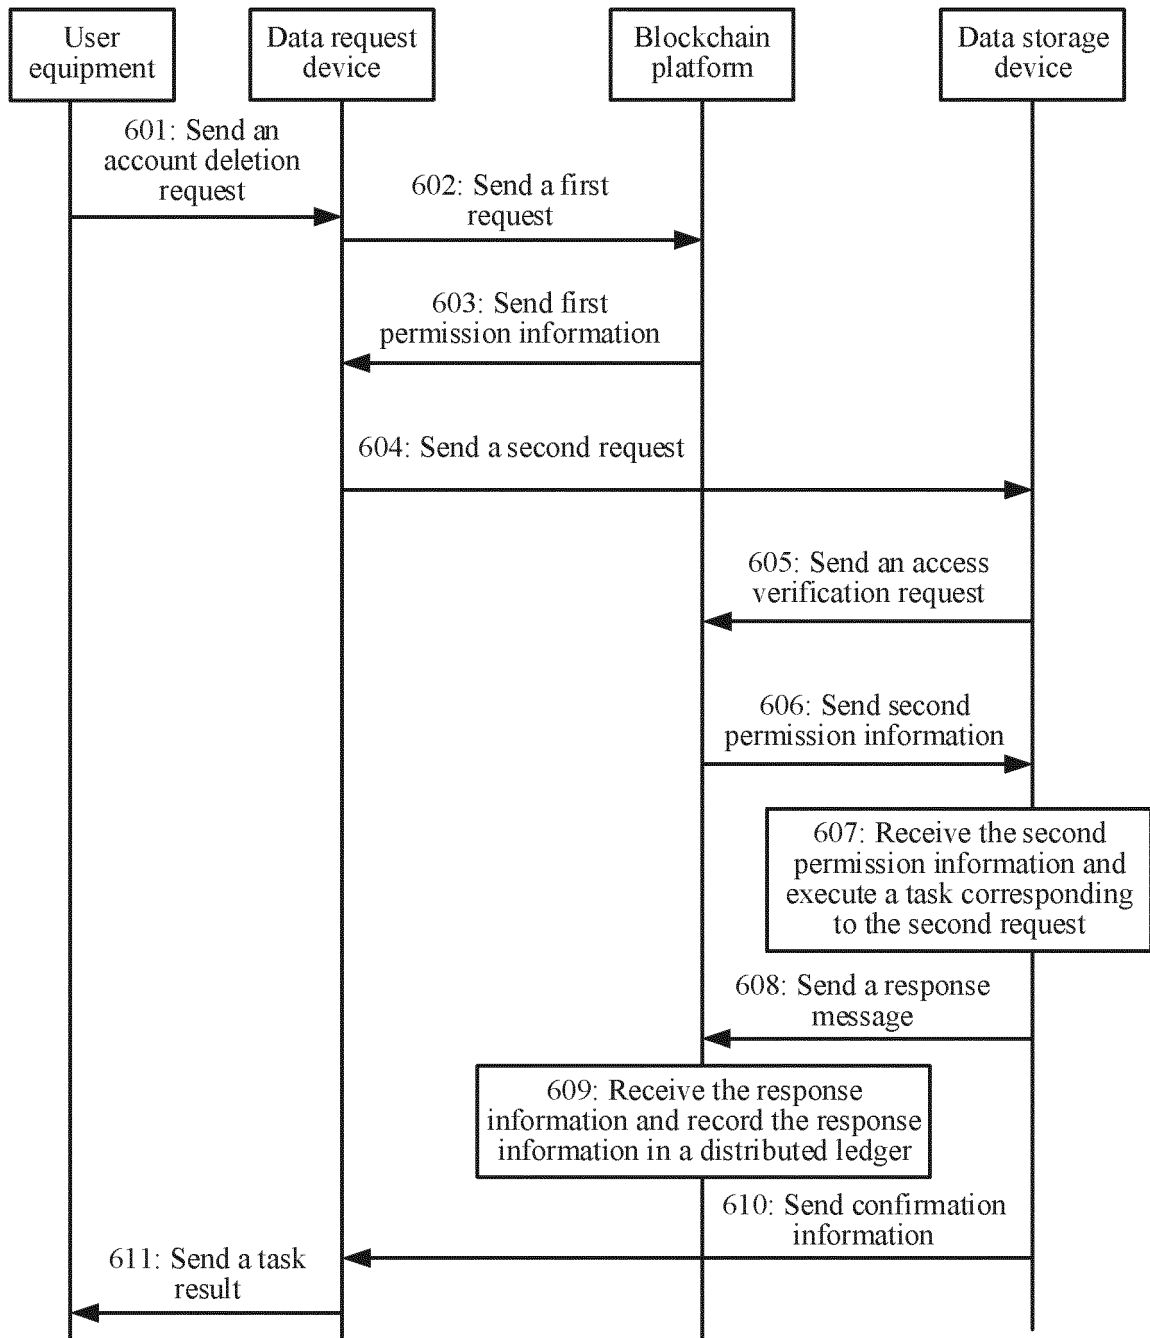 User
equipment
Data request
device
Blockchain
platform
Data storage
device
601: Send an
account deletion
request
602: Send a first
request
603: Send first
permission information
604: Send a second request
605: Send an access
verification request
606: Send second
permission information
607: Receive the second
permission information and
execute a task corresponding
to the second request
608: Send a response
message
609: Receive the response
information and record the response
information in a distributed ledger
610: Send confirmation
information
611: Send a task
result